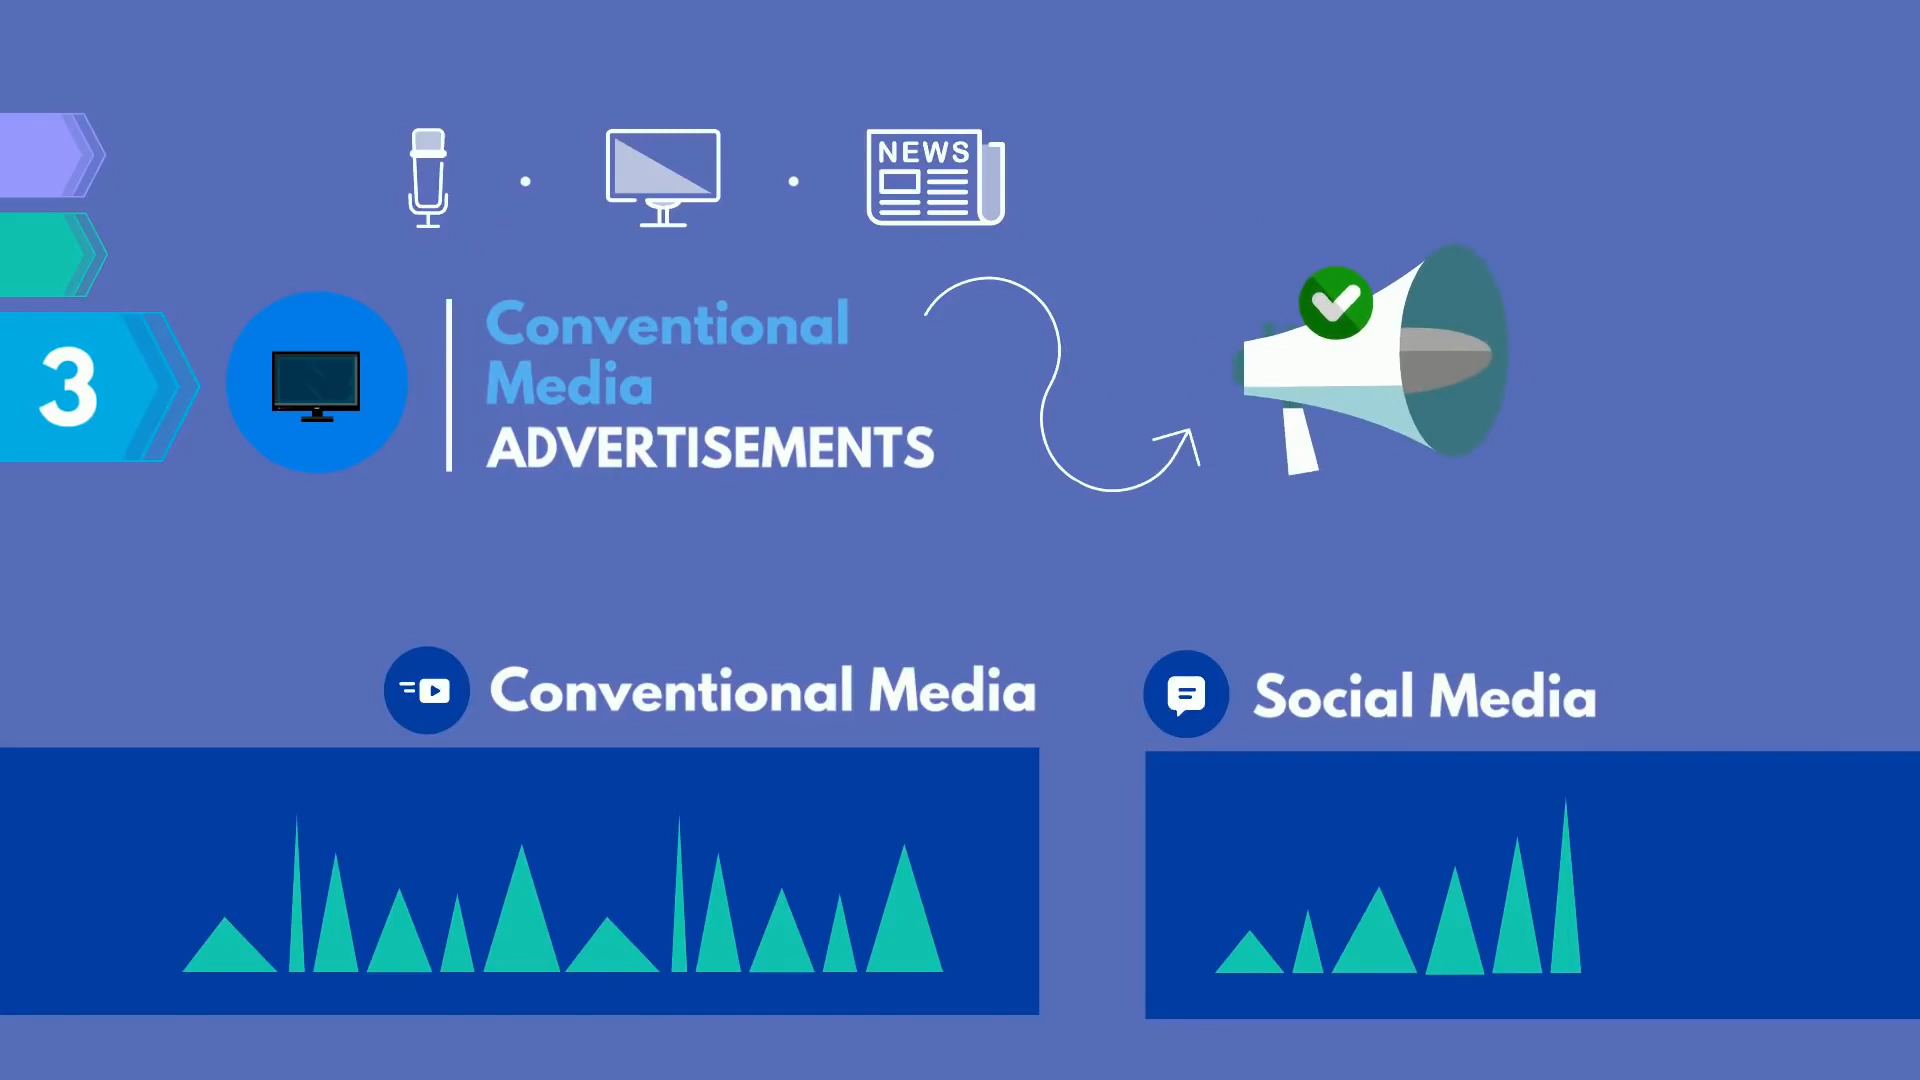 NEWS
3
Conventional
Media
ADVERTISEMENTS
Conventional Media
Social Media